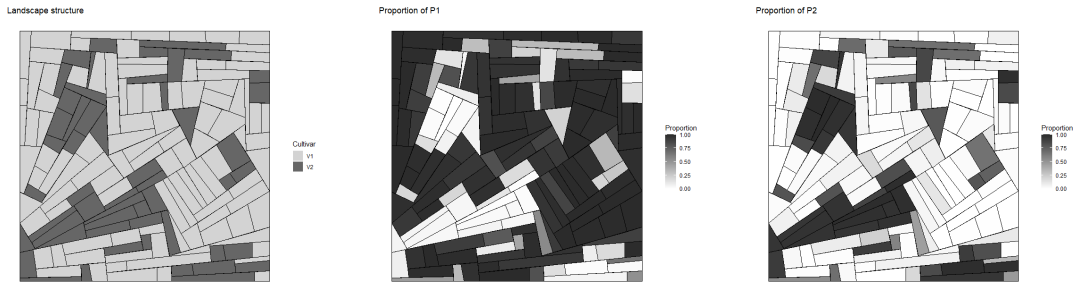 Landscape structure
Cultivar
V1
V2
Proportion of P1
Proportion
1.00
0.75
0.50
0.25
0.00
Proportion of P2
Proportion
1.00
0.75
0.50
0.25
0.00